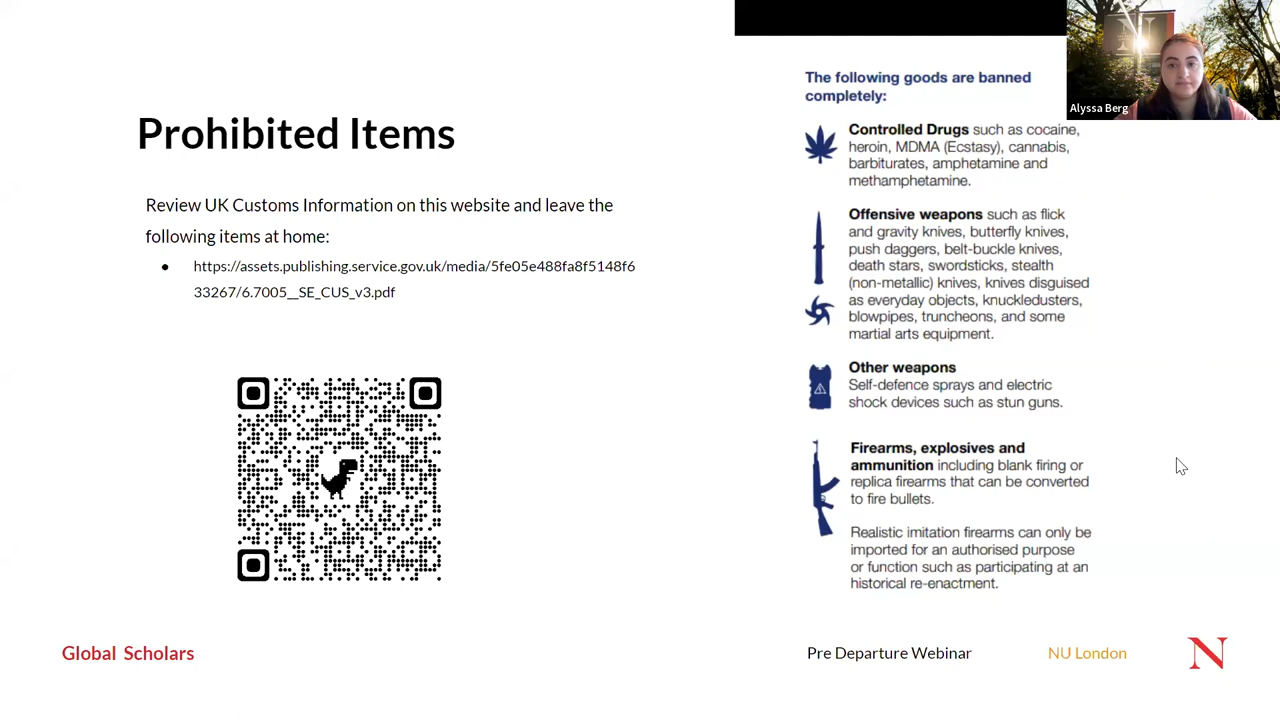 Prohibited Items
Review UK Customs Information on this website and leave the
following items at home:
● https://assets.publishing.service.gov.uk/media/5fe05e488fa8f5148f6
33267/6.7005__SE_CUS_v3.pdf
The following goods are banned
completely:
Controlled Drugs such as cocaine,
heroin, MDMA (Ecstasy), cannabis,
barbiturates, amphetamine and
methamphetamine.
Offensive weapons such as flick
and gravity knives, butterfly knives,
push daggers, belt-buckle knives,
death stars, swordsticks, stealth
(non-metallic) knives, knives disguised
as everyday objects, knuckledusters,
blowpipes, truncheons, and some
martial arts equipment.
Other weapons
Self-defence sprays and electric
shock devices such as stun guns.
Firearms, explosives and
ammunition including blank firing or
replica firearms that can be converted
to fire bullets.
Realistic imitation firearms can only be
imported for an authorised purpose
or function such as participating at an
historical re-enactment.
N
Alyssa Berg
Global Scholars
Pre Departure Webinar
NU London
N